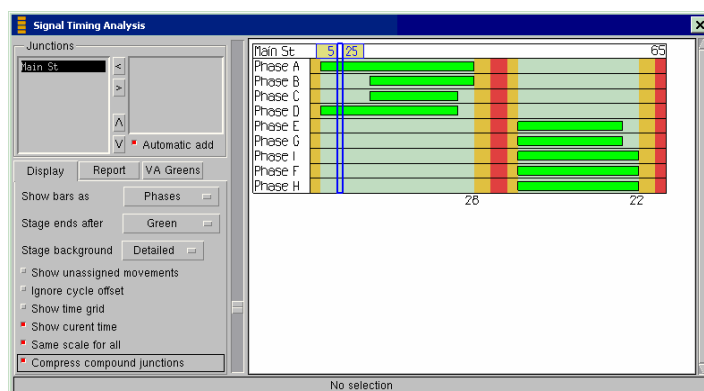 Signal Timing Analysis
Junctions
Main St
<
>
Λ
V
Automatic add
Display Report VA Greens
Show bars as Phases
Stage ends after Green
Stage background Detailed
Show unassigned movements
Ignore cycle offset
Show time grid
Show curent time
Same scale for all
Compress compound junctions
Main St 5 25 65
Phase A
Phase B
Phase C
Phase D
Phase E
Phase G
Phase I
Phase F
Phase H
28 22
No selection